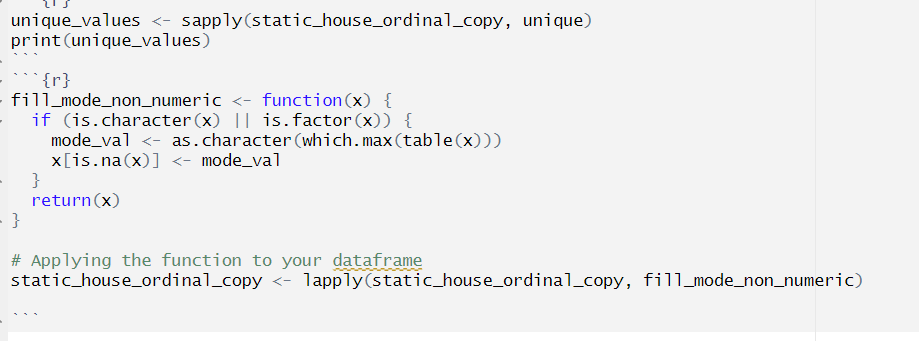 ```{r}
unique_values <- sapply(static_house_ordinal_copy, unique)
print(unique_values)
```
```{r}
fill_mode_non_numeric <- function(x) {
  if (is.character(x) || is.factor(x)) {
    mode_val <- as.character(which.max(table(x)))
    x[is.na(x)] <- mode_val
  }
  return(x)
}

# Applying the function to your dataframe
static_house_ordinal_copy <- lapply(static_house_ordinal_copy, fill_mode_non_numeric)

```